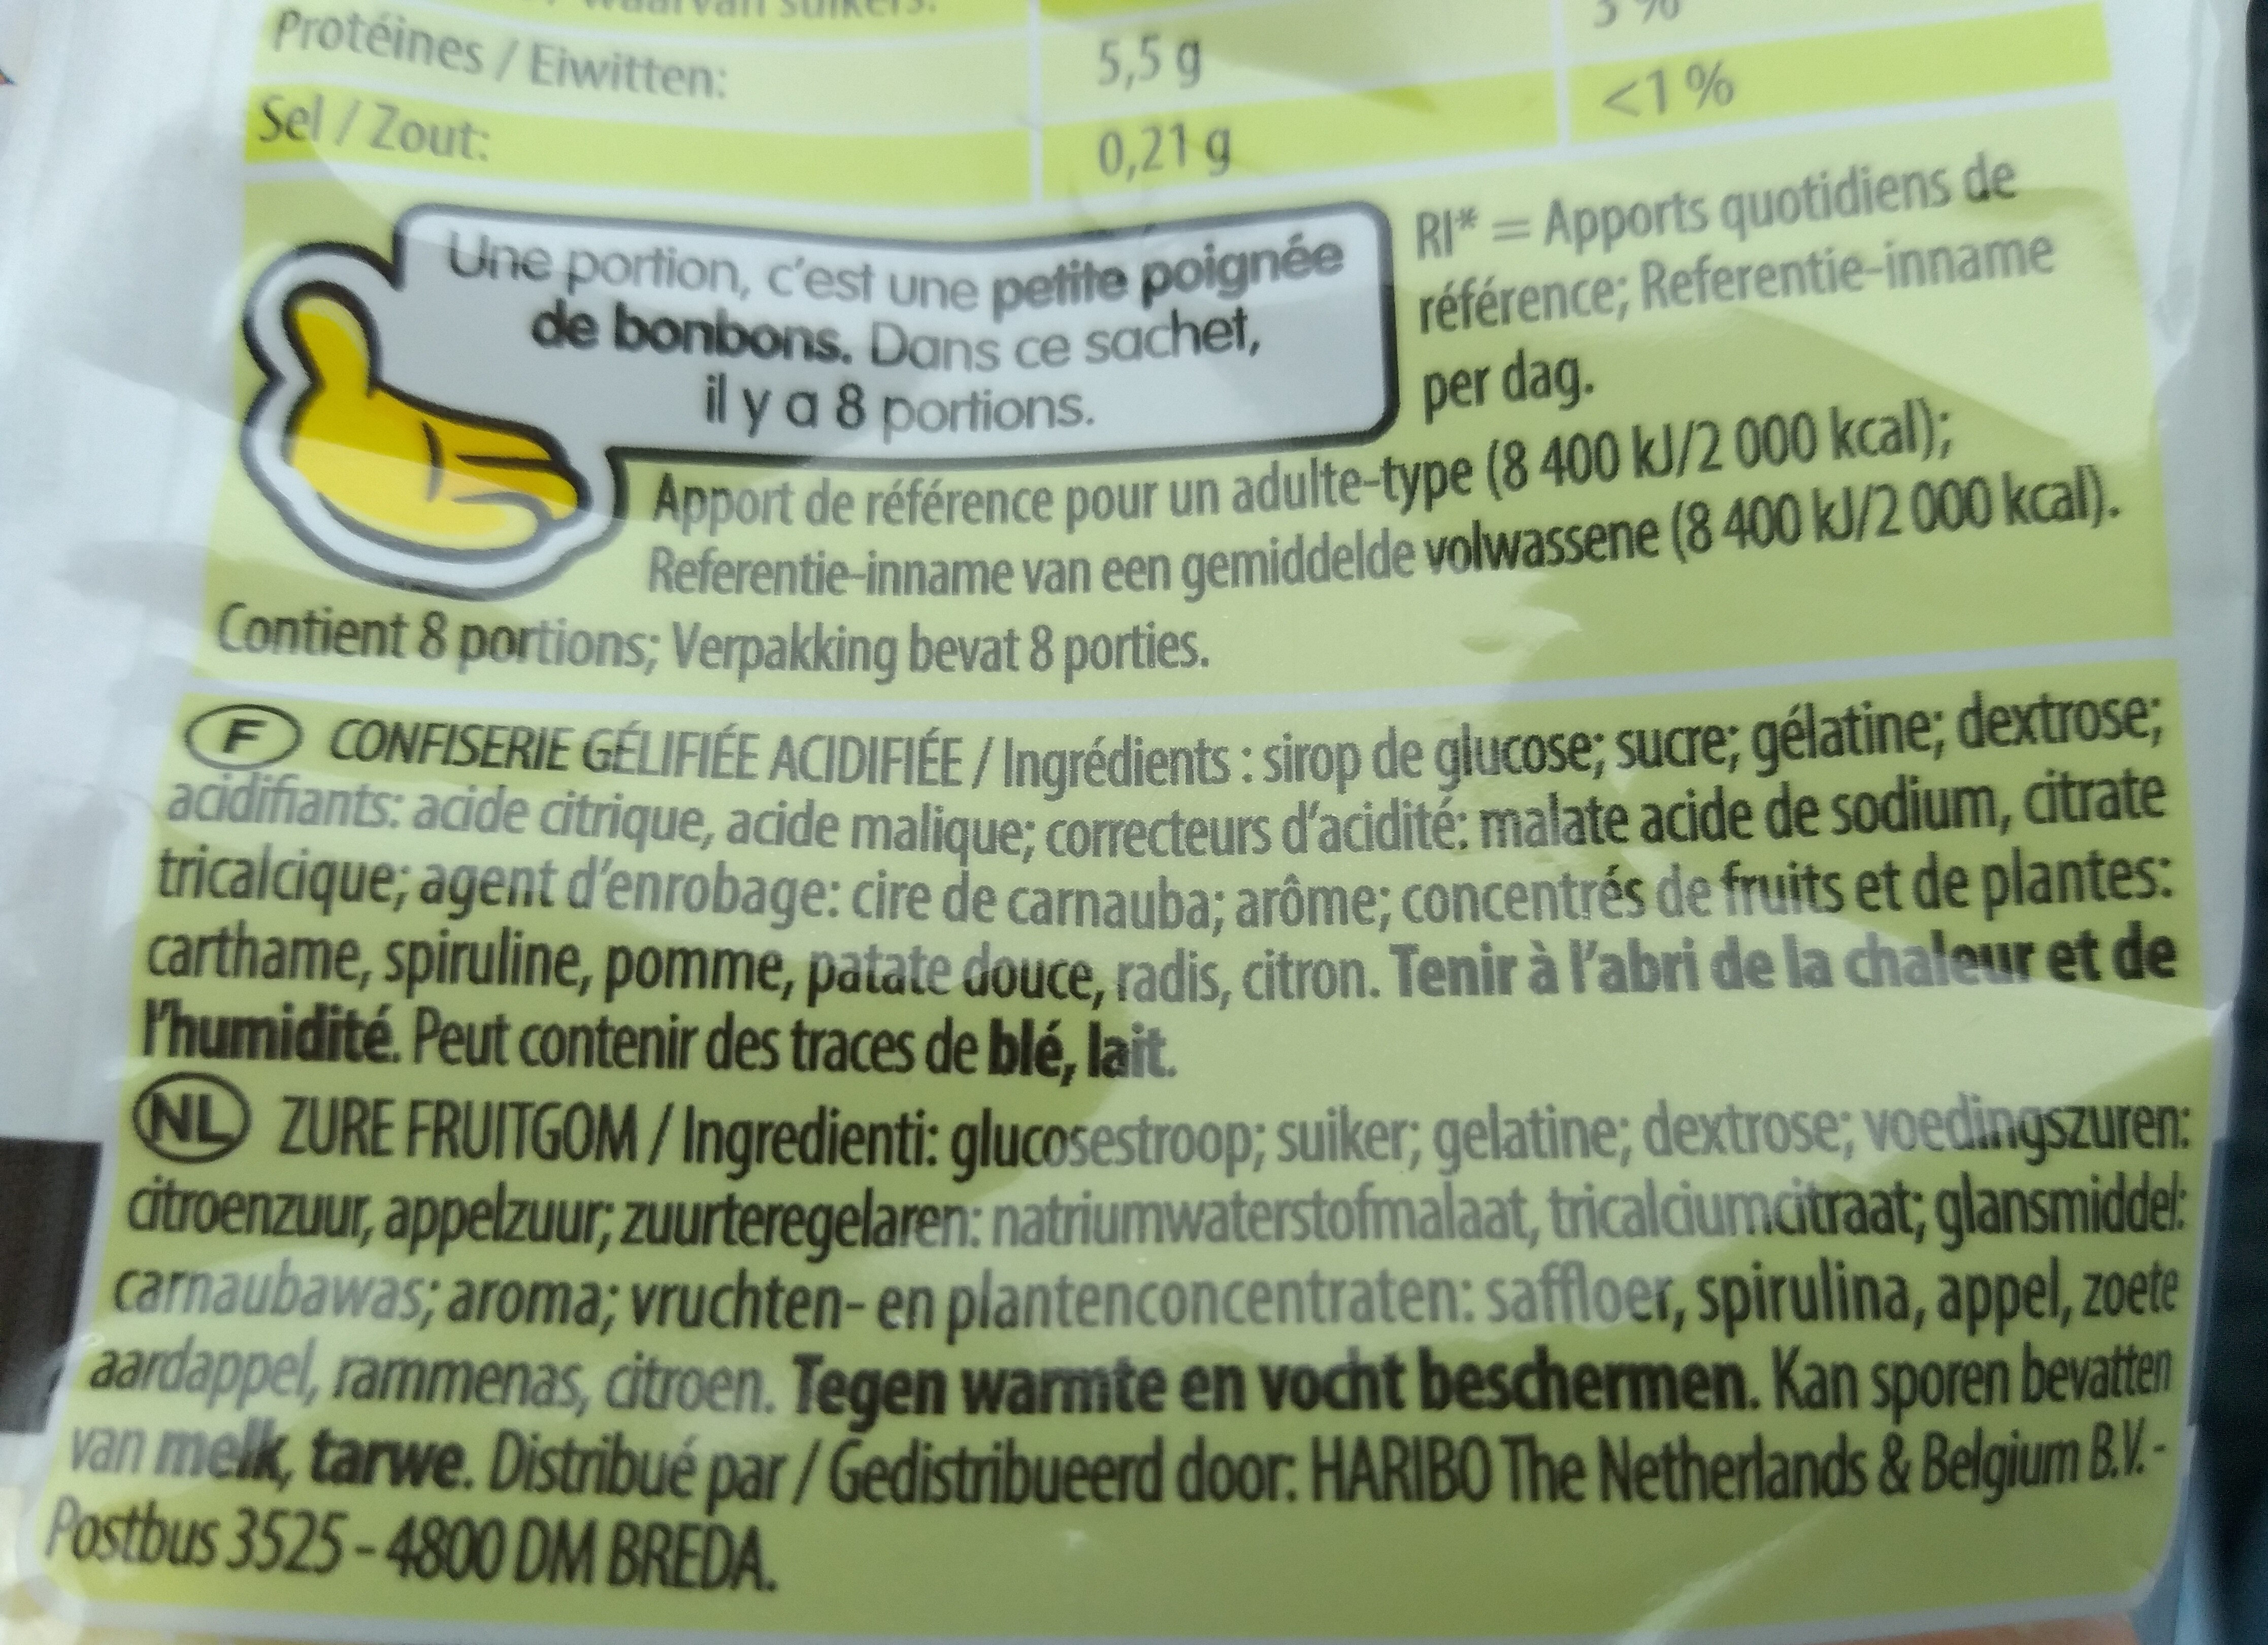 waarvan suikers:
Protéines / Eiwitten: 5,5 g 3 %
Sel / Zout: 0,21 g <1 %
Une portion, c'est une petite poignée
de bonbons. Dans ce sachet,
il y a 8 portions.
RI* = Apports quotidiens de
référence; Referentie-inname
per dag.
Apport de référence pour un adulte-type (8 400 kJ/2 000 kcal);
Referentie-inname van een gemiddelde volwassene (8 400 kJ/2 000 kcal).
Contient 8 portions; Verpakking bevat 8 porties.
F CONFISERIE GÉLIFIÉE ACIDIFIÉE / Ingrédients : sirop de glucose; sucre; gélatine; dextrose;
acidifiants: acide citrique, acide malique; correcteurs d'acidité: malate acide de sodium, citrate
tricalcique; agent d'enrobage: cire de carnauba; arôme; concentrés de fruits et de plantes:
carthame, spiruline, pomme, patate douce, radis, citron. Tenir à l'abri de la chaleur et de
l'humidité. Peut contenir des traces de blé, lait.
NL ZURE FRUITGOM / Ingredienti: glucosestroop; suiker; gelatine; dextrose; voedingszuren:
citroenzuur, appelzuur; zuurteregelaren: natriumwaterstofmalaat, tricalciumcitraat; glansmiddel:
carnaubawas; aroma; vruchten- en plantenconcentraten: saffloer, spirulina, appel, zoete
aardappel, rammenas, citroen. Tegen warmte en vocht beschermen. Kan sporen bevatten
van melk, tarwe. Distribué par / Gedistribueerd door: HARIBO The Netherlands & Belgium B.V. -
Postbus 3525 - 4800 DM BREDA.